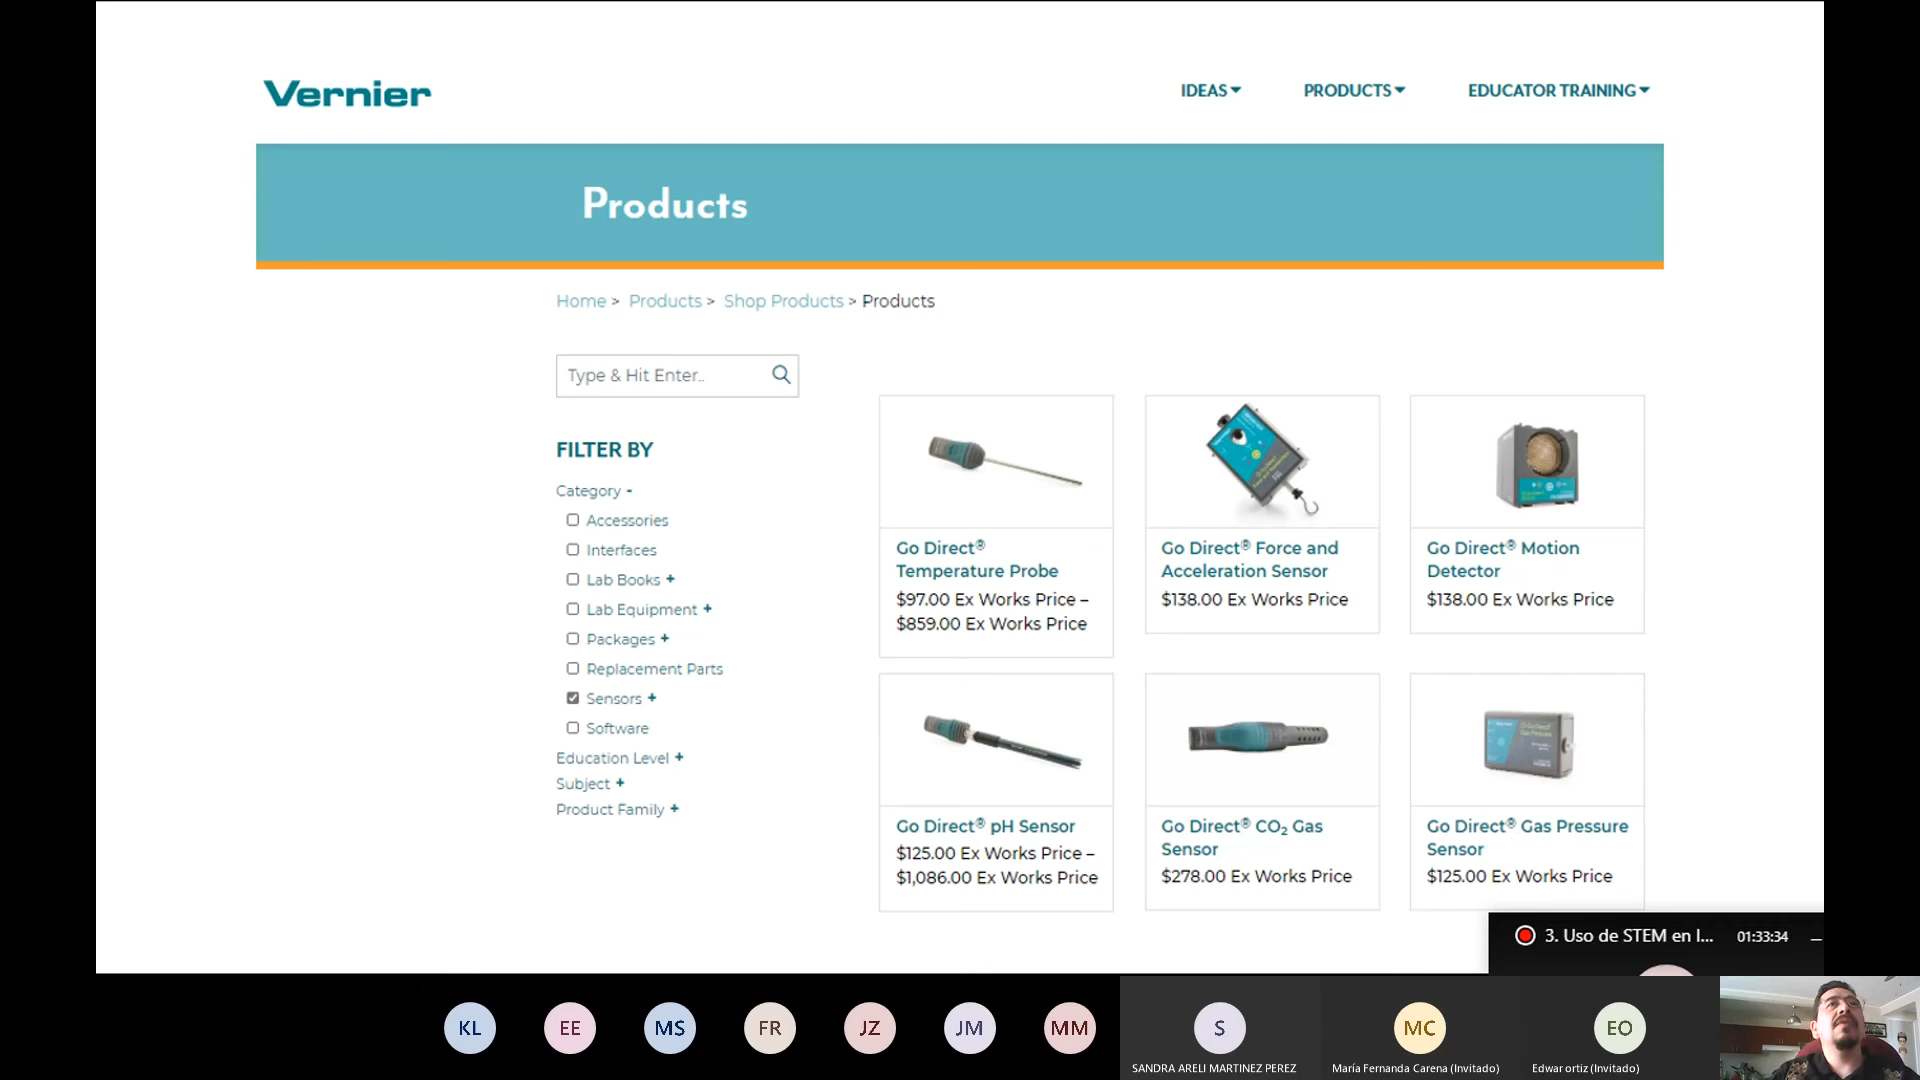 Vernier
IDEAS
PRODUCTS
EDUCATOR TRAINING
Products
Home > Products > Shop Products > Products
Type & Hit Enter..
FILTER BY
Category -
Accessories
Interfaces
Lab Books +
Lab Equipment +
Packages +
Replacement Parts
Sensors +
Software
Education Level +
Subject +
Product Family +
Go Direct®
Temperature Probe
$97.00 Ex Works Price –
$859.00 Ex Works Price
Go Direct® Force and
Acceleration Sensor
$138.00 Ex Works Price
Go Direct® Motion
Detector
$138.00 Ex Works Price
Go Direct® pH Sensor
$125.00 Ex Works Price –
$1,086.00 Ex Works Price
Go Direct® CO₂ Gas
Sensor
$278.00 Ex Works Price
Go Direct® Gas Pressure
Sensor
$125.00 Ex Works Price
3. Uso de STEM en l...
01:33:34
KL
EE
MS
FR
JZ
JM
MM
S
MC
EO
SANDRA ARELI MARTINEZ PEREZ
María Fernanda Carena (Invitado)
Edwar ortiz (Invitado)